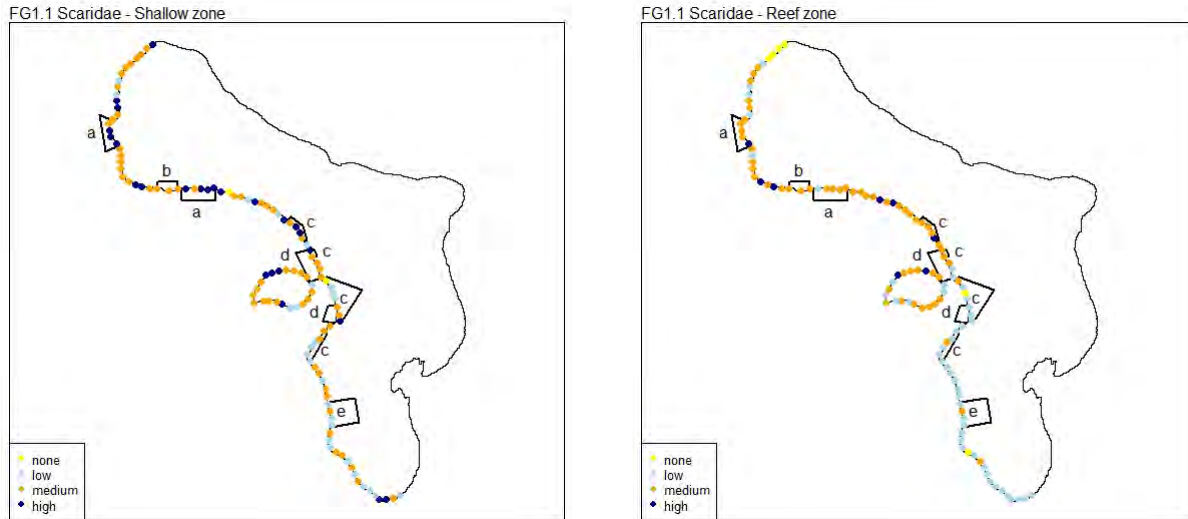 FG1.1 Scaridae - Shallow zone
a
b
a
c
c
d
c
d
c
e
none
low
medium
high
FG1.1 Scaridae - Reef zone
a
b
a
c
c
d
c
d
c
e
none
low
medium
high